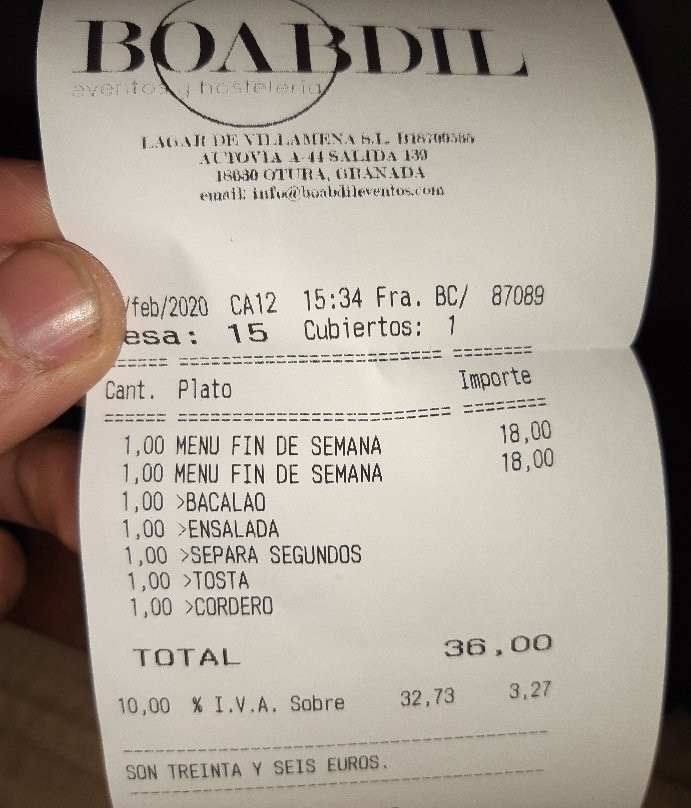 BOABDIL
eventos y hostelería
LAGAR DE VILLAMENA S.L. B18709585
AUTOVIA A-44 SALIDA 139
18630 OTURA, GRANADA
email: info@boabdileventos.com
/feb/2020 CA12 15:34 Fra. BC/ 87089
esa: 15 Cubiertos: 1
Cant. Plato Importe
1,00 MENU FIN DE SEMANA 18,00
1,00 MENU FIN DE SEMANA 18,00
1,00 >BACALAO
1,00 >ENSALADA
1,00 >SEPARA SEGUNDOS
1,00 >TOSTA
1,00 >CORDERO
TOTAL 36,00
10,00 % I.V.A. Sobre 32,73 3,27
SON TREINTA Y SEIS EUROS.